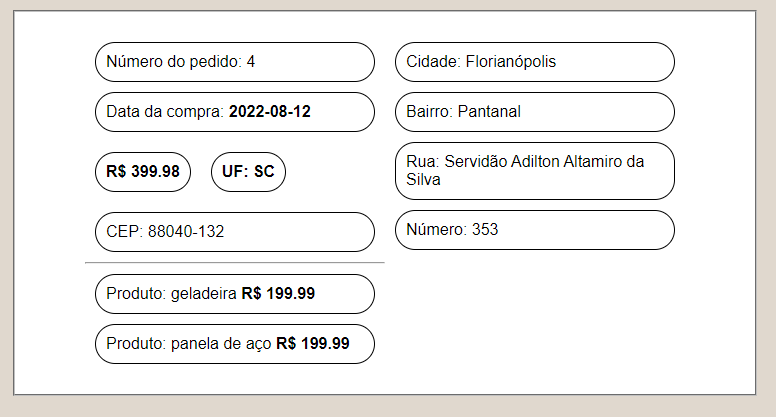 Número do pedido: 4
Data da compra: 2022-08-12
R$ 399.98 UF: SC
CEP: 88040-132
Produto: geladeira R$ 199.99
Produto: panela de aço R$ 199.99
Cidade: Florianópolis
Bairro: Pantanal
Rua: Servidão Adilton Altamiro da
Silva
Número: 353